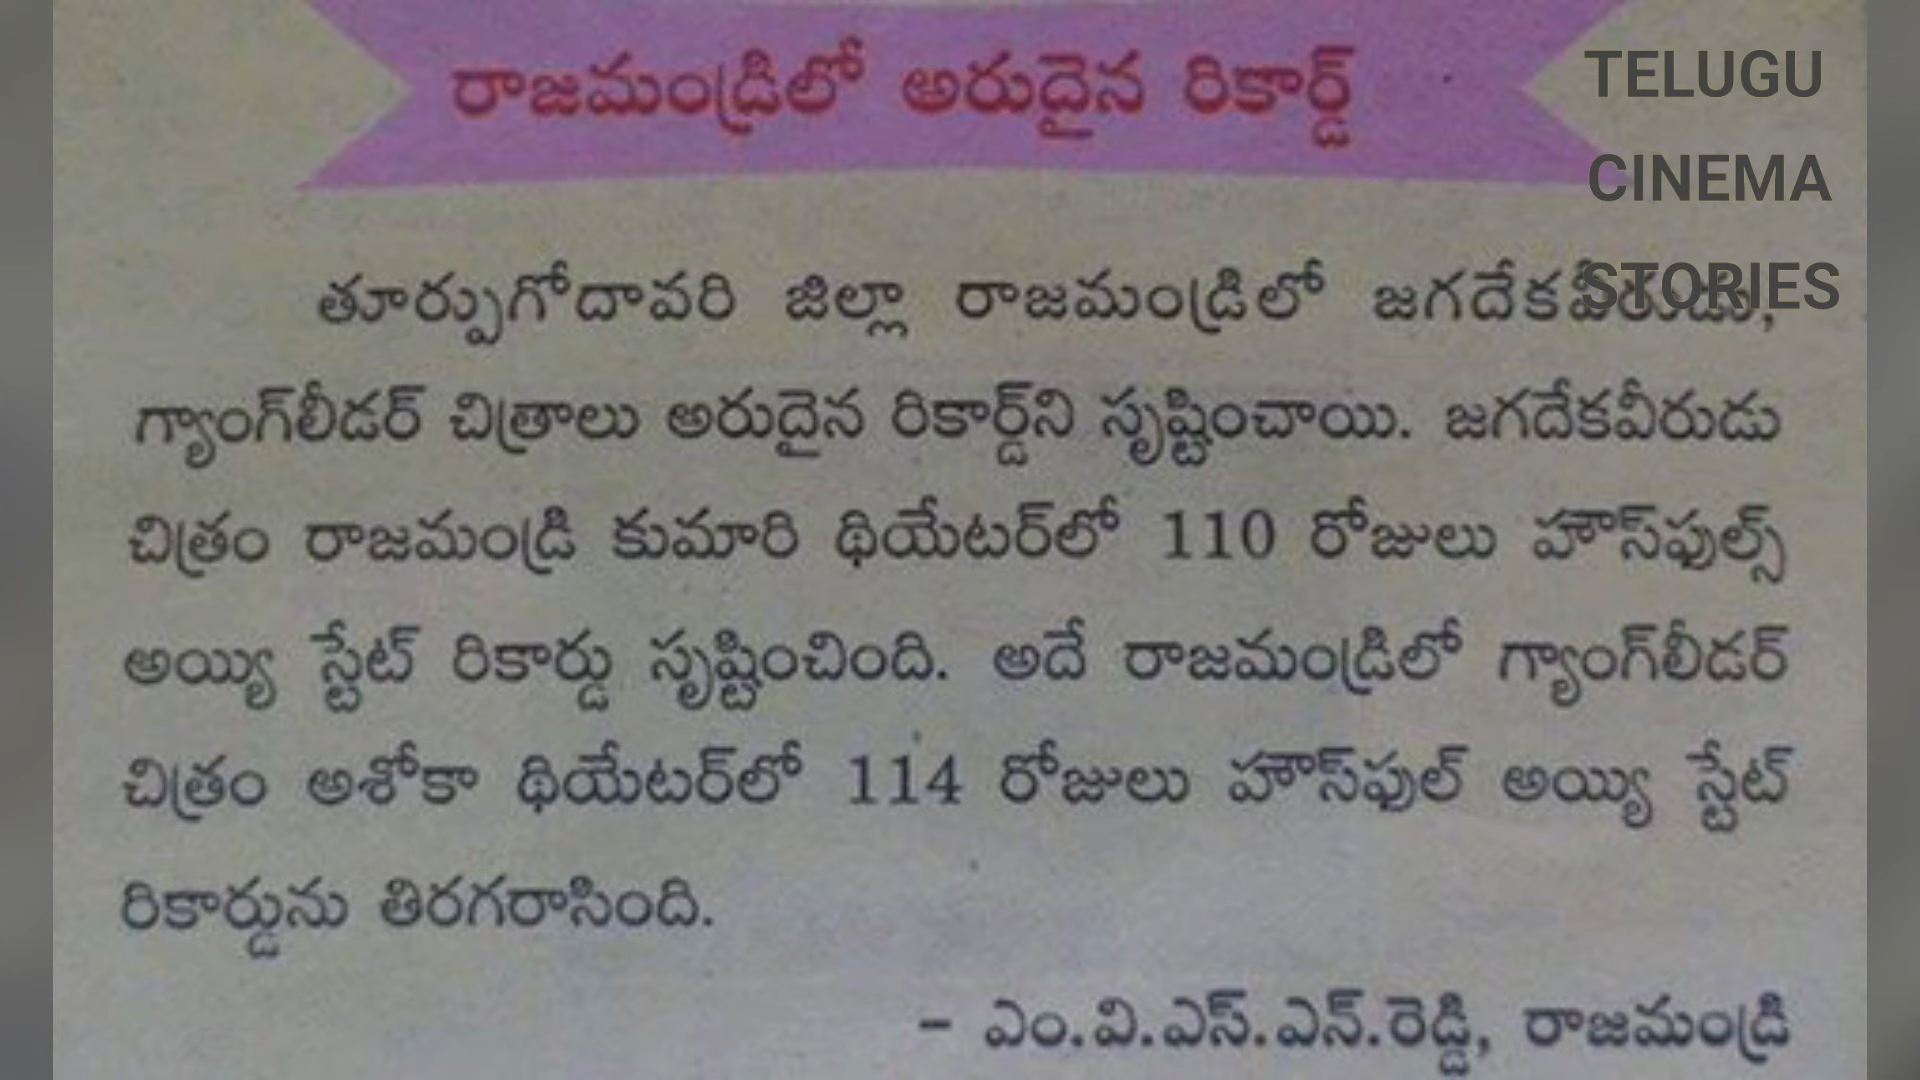 రాజమండ్రిలో అరుదైన రికార్డ్
TELUGU
CINEMA
STORIES
తూర్పుగోదావరి జిల్లా రాజమండ్రిలో జగదేకవీరుడు,
గ్యాంగ్‌లీడర్ చిత్రాలు అరుదైన రికార్డ్‌ని సృష్టించాయి. జగదేకవీరుడు
చిత్రం రాజమండ్రి కుమారి థియేటర్‌లో 110 రోజులు హౌస్‌ఫుల్స్
అయ్యి స్టేట్ రికార్డు సృష్టించింది. అదే రాజమండ్రిలో గ్యాంగ్‌లీడర్
చిత్రం అశోకా థియేటర్‌లో 114 రోజులు హౌస్‌ఫుల్ అయ్యి స్టేట్
రికార్డును తిరగరాసింది.
- ఎం.వి.ఎస్.ఎన్.రెడ్డి, రాజమండ్రి